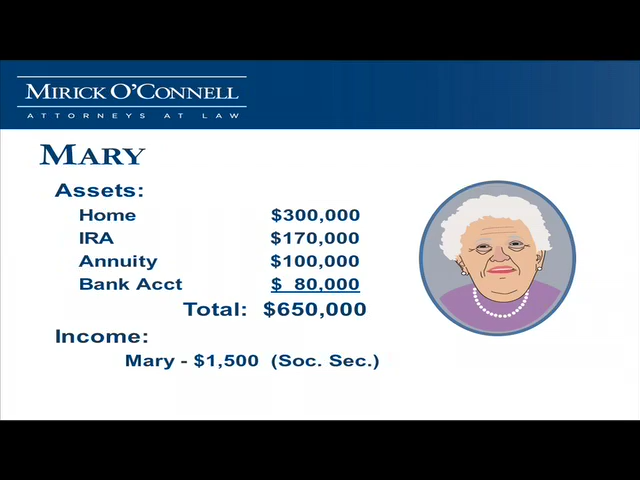 MIRICK O'CONNELL
ATTORNEYS AT LAW
MARY
Assets:
Home $300,000
IRA $170,000
Annuity $100,000
Bank Acct $ 80,000
Total: $650,000
Income:
Mary - $1,500 (Soc. Sec.)